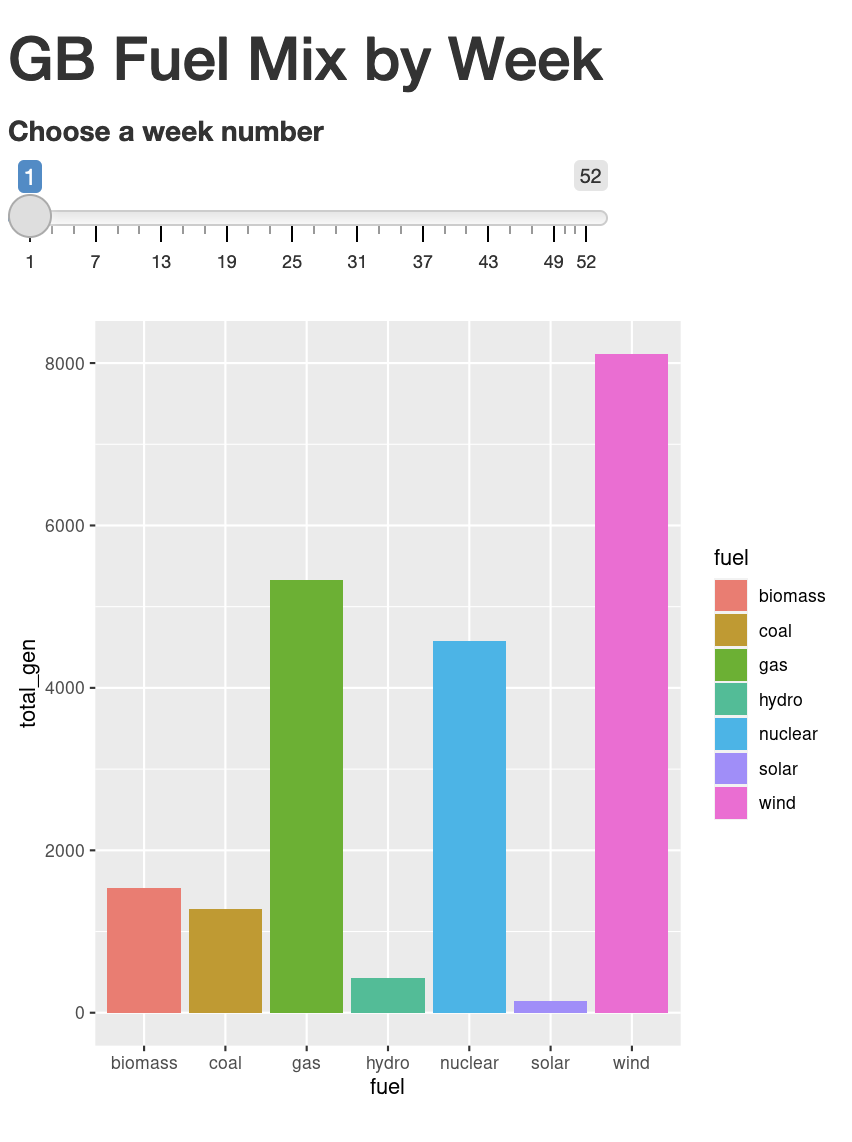 GB Fuel Mix by Week
Choose a week number
1 52
1 7 13 19 25 31 37 43 49 52
8000
6000
4000
2000
0
total_gen
biomass coal gas hydro nuclear solar wind
fuel
fuel
biomass
coal
gas
hydro
nuclear
solar
wind